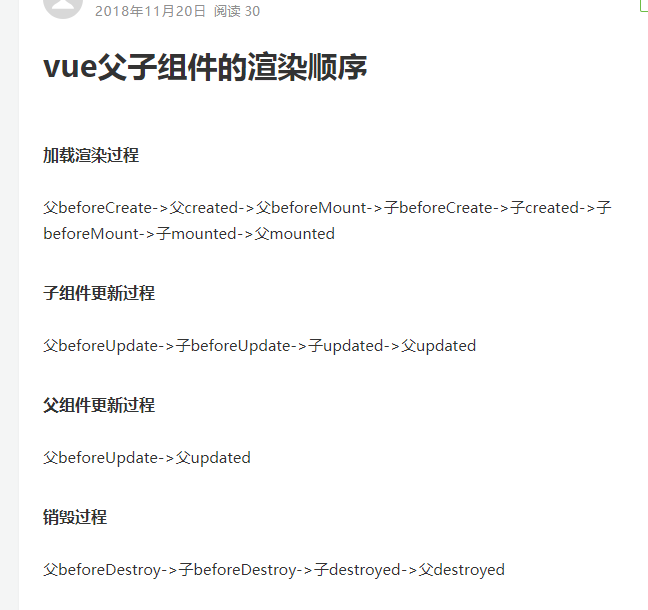 2018年11月20日 阅读 30
vue父子组件的渲染顺序
加载渲染过程
父beforeCreate->父created->父beforeMount->子beforeCreate->子created->子
beforeMount->子mounted->父mounted
子组件更新过程
父beforeUpdate->子beforeUpdate->子updated->父updated
父组件更新过程
父beforeUpdate->父updated
销毁过程
父beforeDestroy->子beforeDestroy->子destroyed->父destroyed